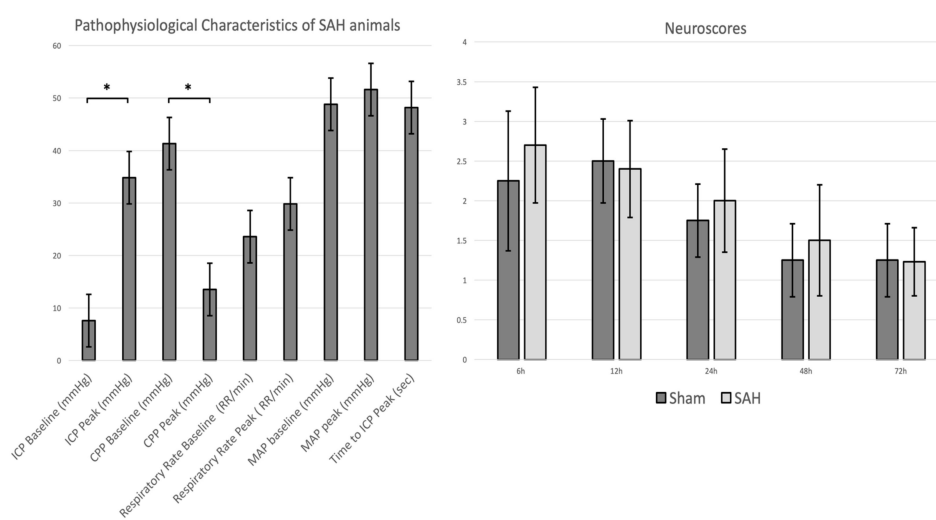 Pathophysiological Characteristics of SAH animals
60
50
40
30
20
10
0
*
*
ICP Baseline (mmHg)
ICP Peak (mmHg)
CPP Baseline (mmHg)
CPP Peak (mmHg)
Respiratory Rate Baseline (RR/min)
Respiratory Rate Peak ( RR/min)
MAP baseline (mmHg)
MAP peak (mmHg)
Time to ICP Peak (sec)
Neuroscores
4
3.5
3
2.5
2
1.5
1
0.5
0
6h
12h
24h
48h
72h
Sham
SAH